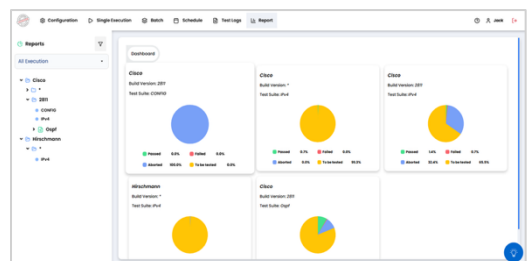 Configuration Single Execution Batch Schedule Test Logs Report Jack
Reports
All Execution
Cisco
*
2811
CONFIG
IPv4
Ospf
Hirschmann
*
IPv4
Dashboard
Cisco
Build Version: 2811
Test Suite: CONFIG
Passed 0.0% Failed 0.0%
Aborted 100.0% To be tested 0.0%
Cisco
Build Version: *
Test Suite: IPv4
Passed 0.7% Failed 0.0%
Aborted 0.0% To be tested
Cisco
Build Version: 2811
Test Suite: IPv4
Passed 1.4% Failed 0.7%
Aborted To be tested
Hirschmann
Build Version: *
Test Suite: IPv4
Cisco
Build Version: 2811
Test Suite: Ospf